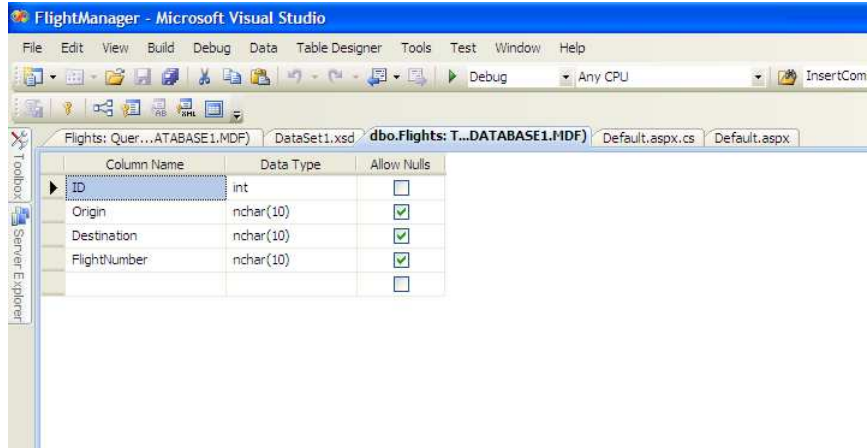 FlightManager - Microsoft Visual Studio
File Edit View Build Debug Data Table Designer Tools Test Window Help
Debug Any CPU InsertCom
Flights: Quer...ATABASE1.MDF) DataSet1.xsd dbo.Flights: T...DATABASE1.MDF) Default.aspx.cs Default.aspx
Toolbox
Server Explorer
Column Name Data Type Allow Nulls
ID int
Origin nchar(10)
Destination nchar(10)
FlightNumber nchar(10)